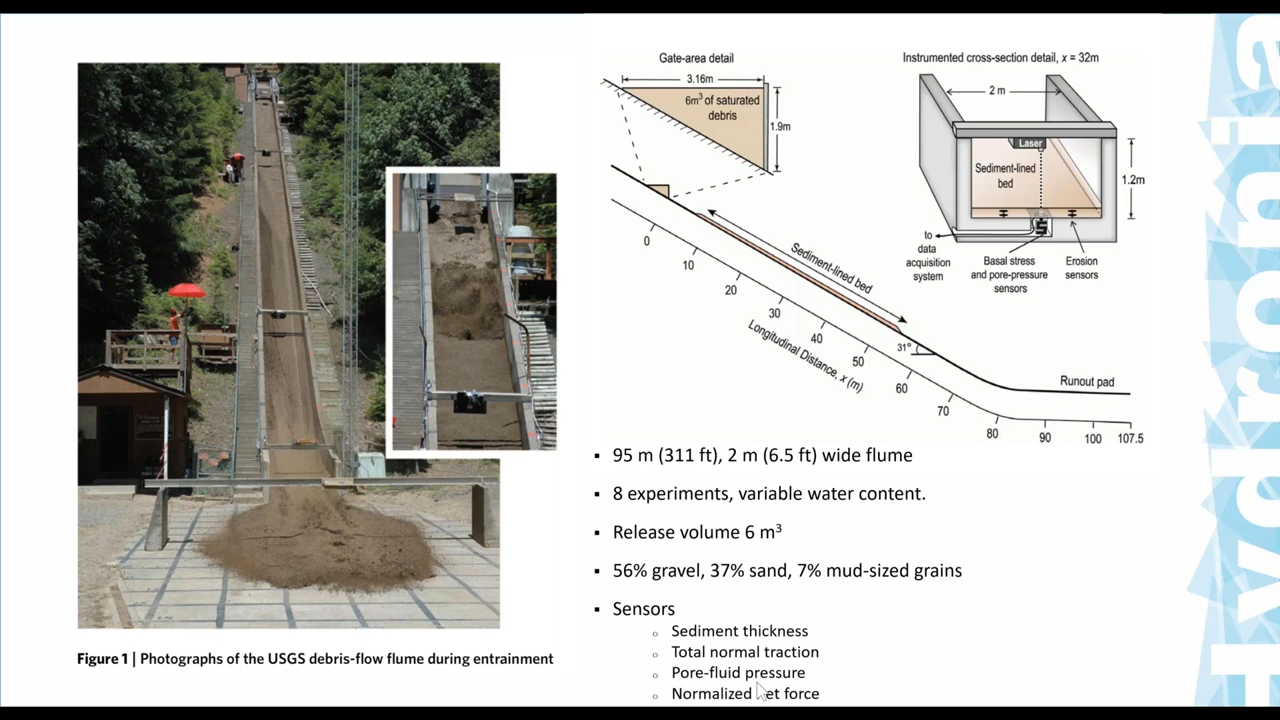 Gate-area detail
3.16m
6m³ of saturated
debris
1.9m
Instrumented cross-section detail, x = 32m
2 m
Laser
Sediment-lined
bed
1.2m
to
data
acquisition
system
Basal stress
and pore-pressure
sensors
Erosion
sensors
Sediment-lined bed
0
10
20
30
40
50
60
70
80
90
100
107.5
Longitudinal Distance, x (m)
31°
Runout pad
▪ 95 m (311 ft), 2 m (6.5 ft) wide flume
▪ 8 experiments, variable water content.
▪ Release volume 6 m³
▪ 56% gravel, 37% sand, 7% mud-sized grains
▪ Sensors
o Sediment thickness
o Total normal traction
o Pore-fluid pressure
o Normalized net force
Figure 1 | Photographs of the USGS debris-flow flume during entrainment
Hydronia